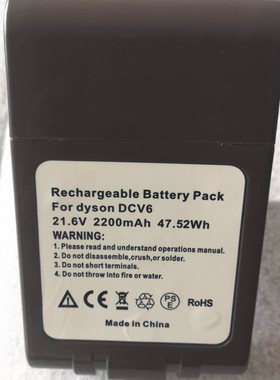 Rechargeable Battery Pack
For dyson DCV6
21.6V 2200mAh 47.52Wh
WARNING:
1. Please read and understand operations manual.
2. Do not disassemble,crush,or solder.
3. Do not short terminals.
4. Do not throw into fire or water.
CE FC PSE RoHS
Made In China